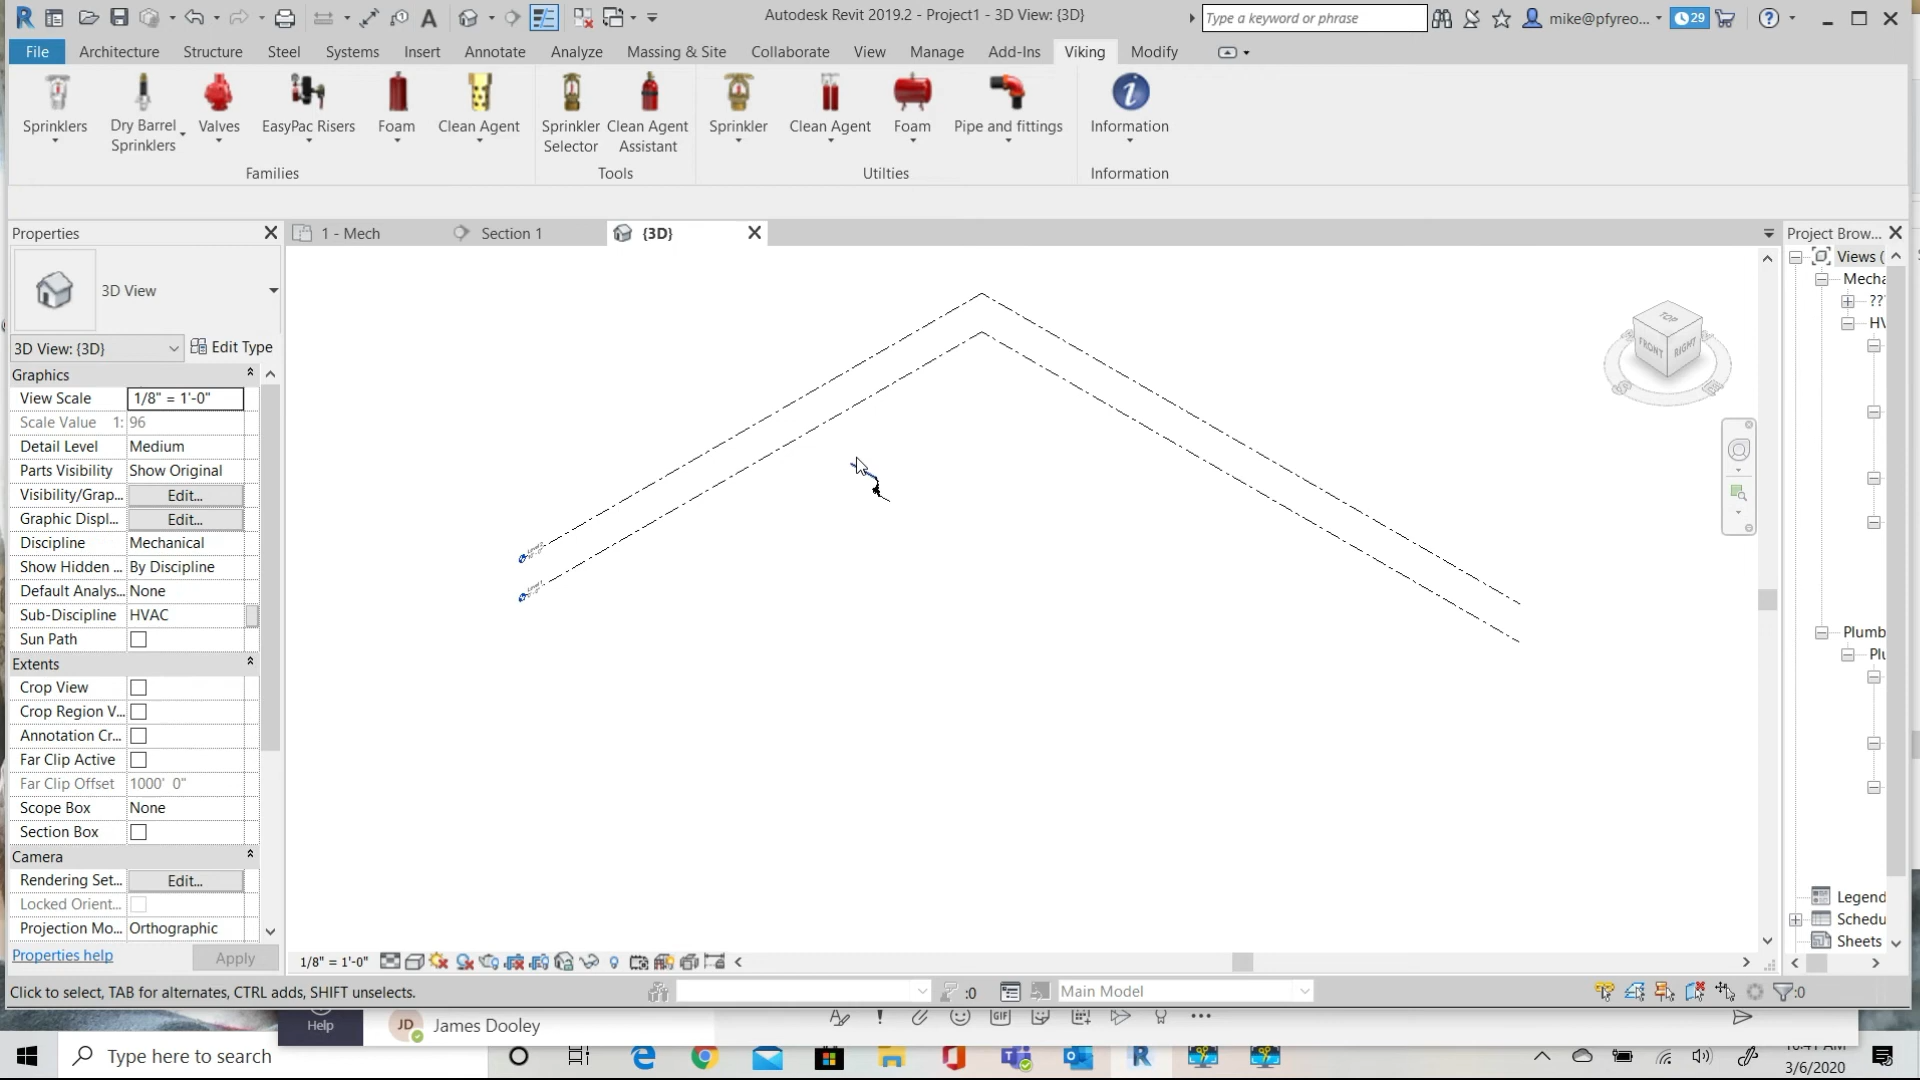 Autodesk Revit 2019.2 - Project1 - 3D View: {3D}
Type a keyword or phrase
mike@pfyreo...
29
File
Architecture
Structure
Steel
Systems
Insert
Annotate
Analyze
Massing & Site
Collaborate
View
Manage
Add-Ins
Viking
Modify
Sprinklers
Dry Barrel
Sprinklers
Valves
EasyPac Risers
Foam
Clean Agent
Sprinkler
Selector
Clean Agent
Assistant
Sprinkler
Clean Agent
Foam
Pipe and fittings
Information
Families
Tools
Utilties
Information
Properties
1 - Mech
Section 1
{3D}
Project Brow...
3D View
3D View: {3D}
Edit Type
Graphics
View Scale 1/8" = 1'-0"
Scale Value 1: 96
Detail Level Medium
Parts Visibility Show Original
Visibility/Grap... Edit...
Graphic Displ... Edit...
Discipline Mechanical
Show Hidden ... By Discipline
Default Analys... None
Sub-Discipline HVAC
Sun Path
Extents
Crop View
Crop Region V...
Annotation Cr...
Far Clip Active
Far Clip Offset 1000' 0"
Scope Box None
Section Box
Camera
Rendering Set... Edit...
Locked Orient...
Projection Mo... Orthographic
Properties help
Apply
TOP
FRONT
RIGHT
Views (
Mecha
??
HV
Plumb
Plu
Legend
Schedu
Sheets
1/8" = 1'-0"
Click to select, TAB for alternates, CTRL adds, SHIFT unselects.
:0
Main Model
:0
Help
JD
James Dooley
GIF
Type here to search
3/6/2020